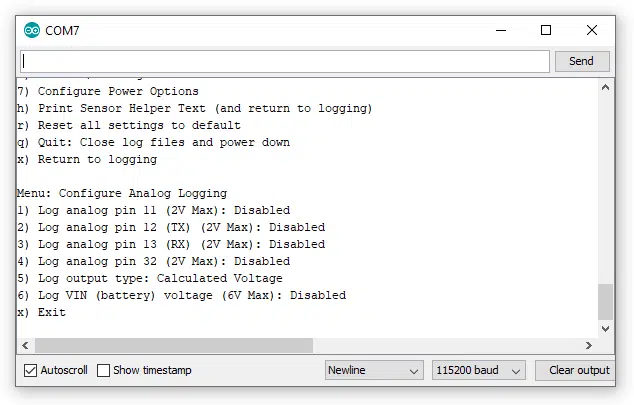 COM7
Send
7) Configure Power Options
h) Print Sensor Helper Text (and return to logging)
r) Reset all settings to default
q) Quit: Close log files and power down
x) Return to logging
Menu: Configure Analog Logging
1) Log analog pin 11 (2V Max): Disabled
2) Log analog pin 12 (TX) (2V Max): Disabled
3) Log analog pin 13 (RX) (2V Max): Disabled
4) Log analog pin 32 (2V Max): Disabled
5) Log output type: Calculated Voltage
6) Log VIN (battery) voltage (6V Max): Disabled
x) Exit
Autoscroll Show timestamp Newline 115200 baud Clear output